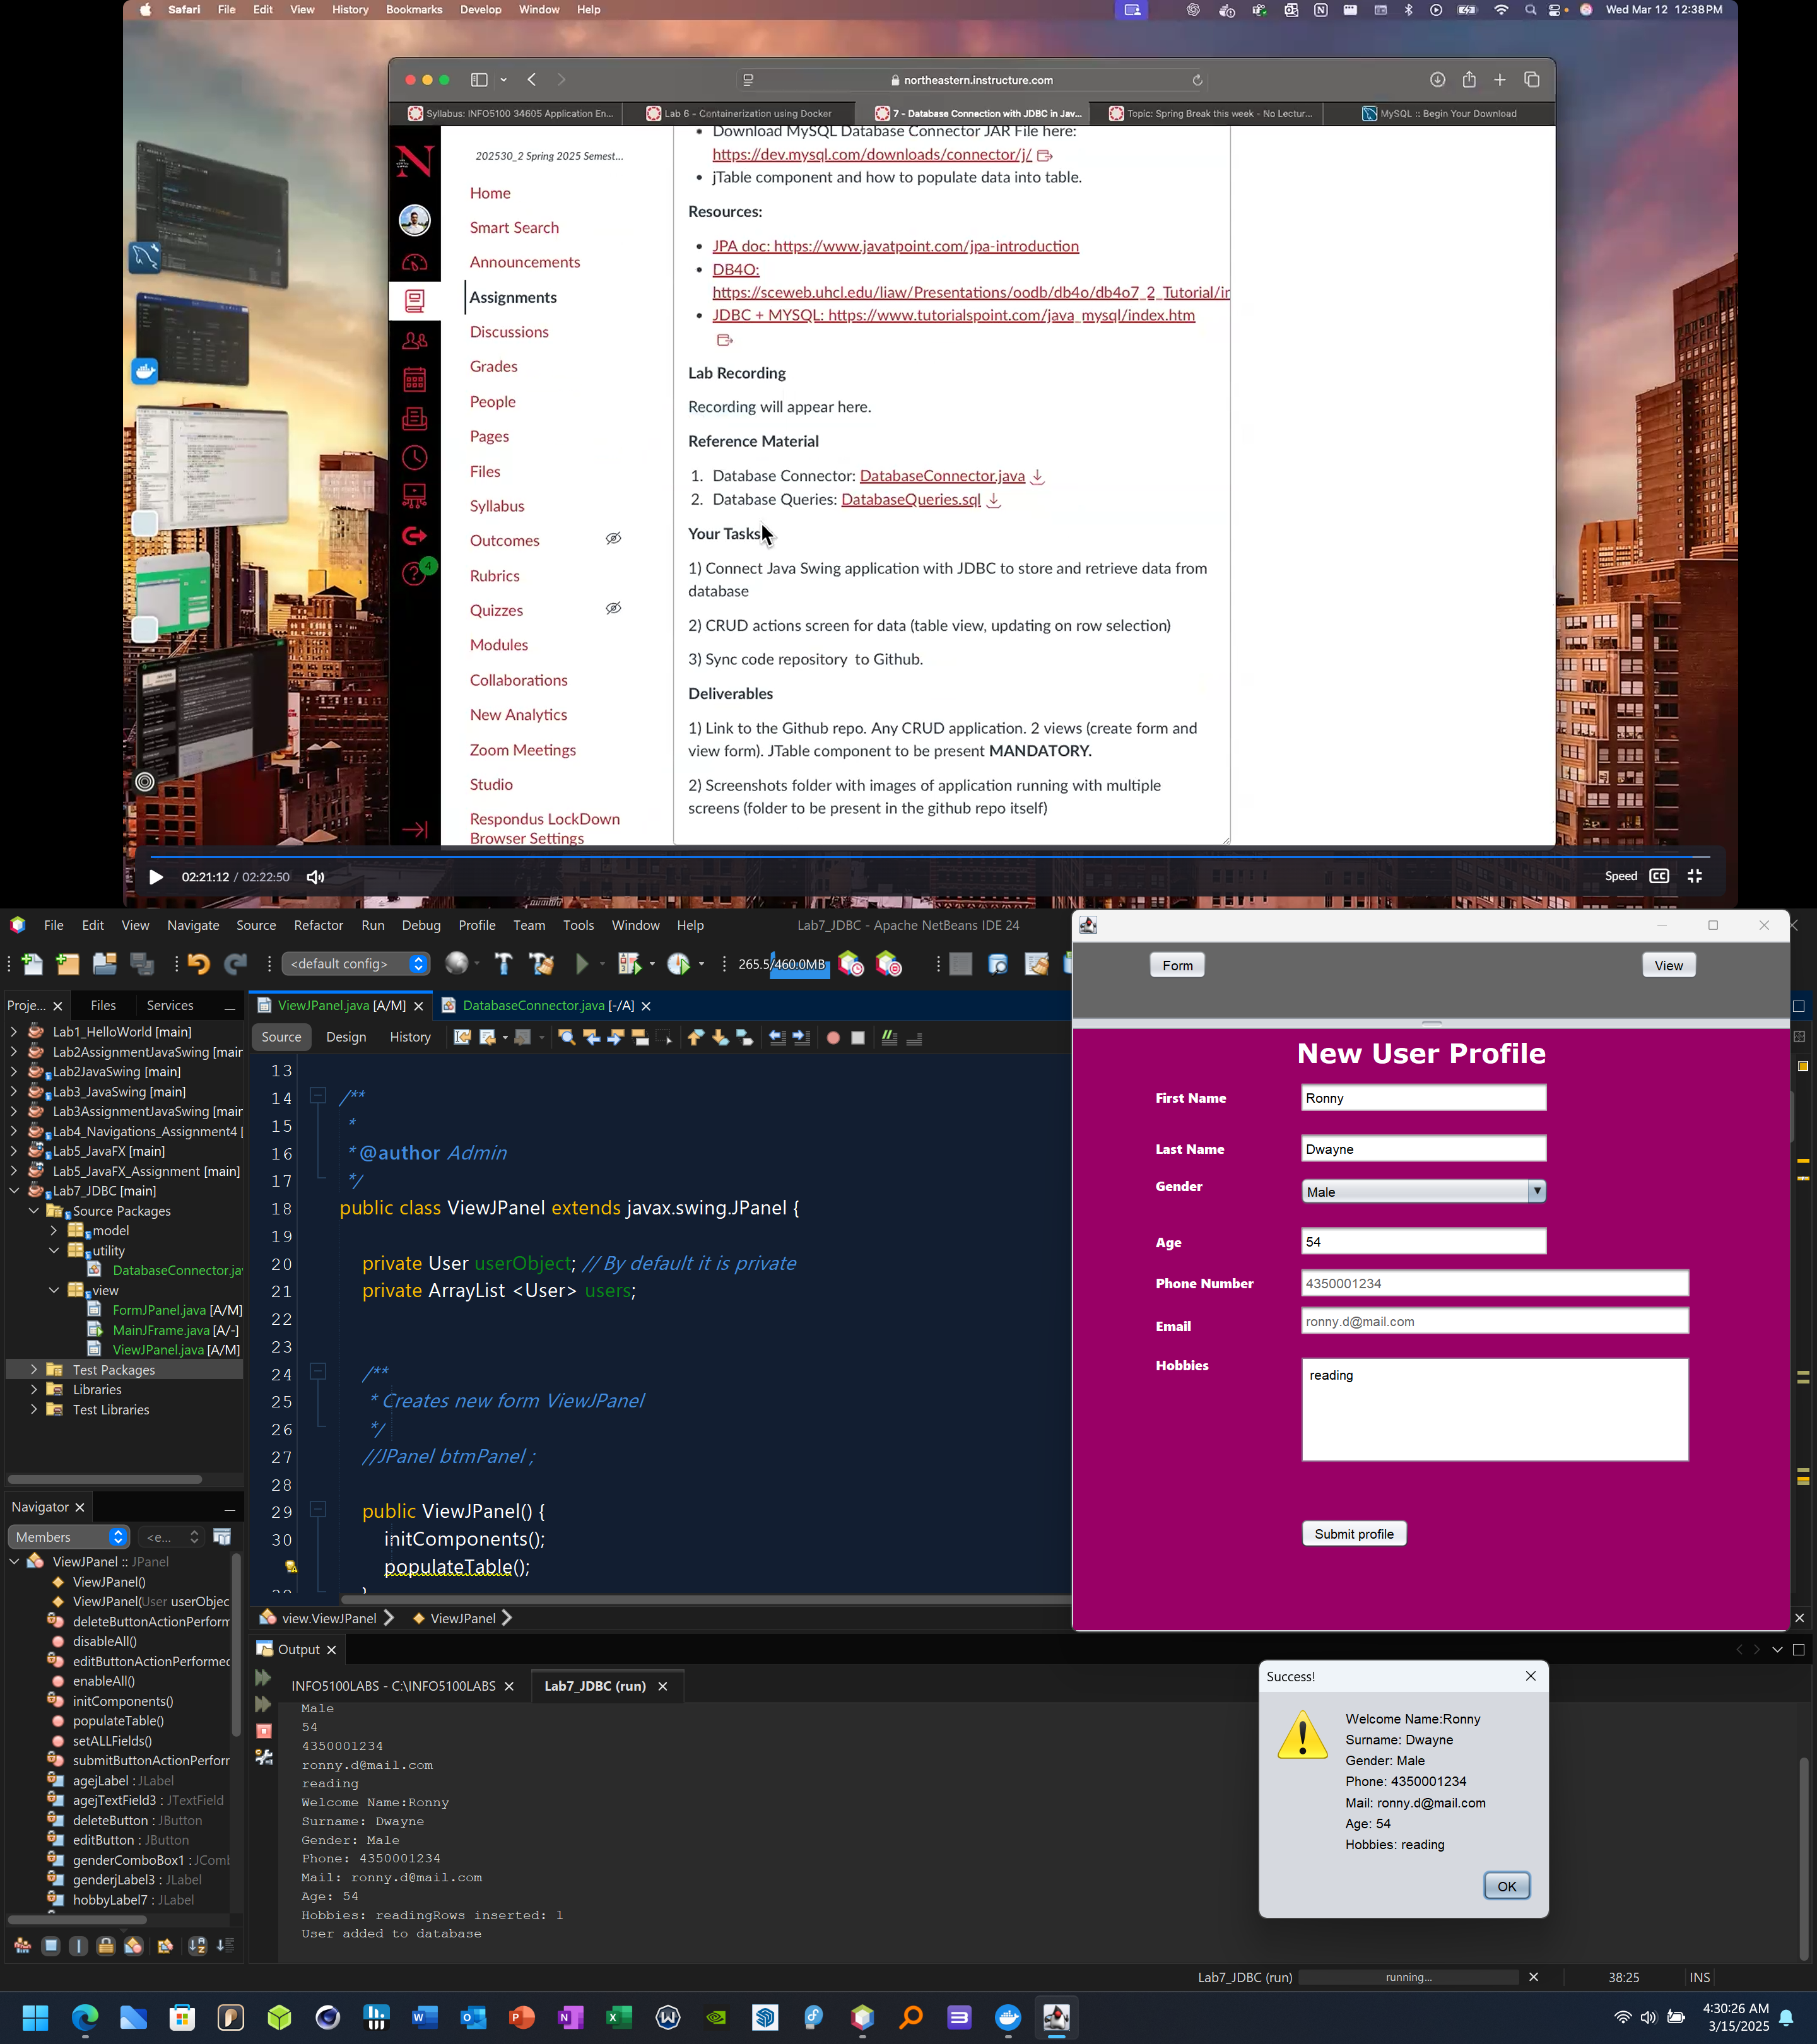 Safari File Edit View History Bookmarks Develop Window Help Wed Mar 12 12:38 PM
northeastern.instructure.com
Syllabus: INFO5100 34605 Application En...
Lab 6 - Containerization using Docker
7 - Database Connection with JDBC in Jav...
Topic: Spring Break this week - No Lectur...
MySQL :: Begin Your Download
202530_2 Spring 2025 Semest...
Home
Smart Search
Announcements
Assignments
Discussions
Grades
People
Pages
Files
Syllabus
Outcomes
Rubrics
Quizzes
Modules
Collaborations
New Analytics
Zoom Meetings
Studio
Respondus LockDown
Browser Settings
4
Download MySQL Database Connector JAR File here:
https://dev.mysql.com/downloads/connector/j/
jTable component and how to populate data into table.
Resources:
JPA doc: https://www.javatpoint.com/jpa-introduction
DB4O:
https://sceweb.uhcl.edu/liaw/Presentations/oodb/db4o/db4o7_2_Tutorial/ir
JDBC + MYSQL: https://www.tutorialspoint.com/java_mysql/index.htm
Lab Recording
Recording will appear here.
Reference Material
1. Database Connector: DatabaseConnector.java
2. Database Queries: DatabaseQueries.sql
Your Tasks
1) Connect Java Swing application with JDBC to store and retrieve data from
database
2) CRUD actions screen for data (table view, updating on row selection)
3) Sync code repository to Github.
Deliverables
1) Link to the Github repo. Any CRUD application. 2 views (create form and
view form). JTable component to be present MANDATORY.
2) Screenshots folder with images of application running with multiple
screens (folder to be present in the github repo itself)
02:21:12 / 02:22:50
Speed CC
File Edit View Navigate Source Refactor Run Debug Profile Team Tools Window Help
Lab7_JDBC - Apache NetBeans IDE 24
<default config>
265.5/460.0MB
Proje... Files Services
Lab1_HelloWorld [main]
Lab2AssignmentJavaSwing [mair
Lab2JavaSwing [main]
Lab3_JavaSwing [main]
Lab3AssignmentJavaSwing [mair
Lab4_Navigations_Assignment4 [
Lab5_JavaFX [main]
Lab5_JavaFX_Assignment [main]
Lab7_JDBC [main]
Source Packages
model
utility
DatabaseConnector.ja
view
FormJPanel.java [A/M]
MainJFrame.java [A/-]
ViewJPanel.java [A/M]
Test Packages
Libraries
Test Libraries
ViewJPanel.java [A/M]
DatabaseConnector.java [-/A]
Source Design History
13
14 /**
15 *
16 * @author Admin
17 */
18 public class ViewJPanel extends javax.swing.JPanel {
19
20 private User userObject; // By default it is private
21 private ArrayList <User> users;
22
23
24 /**
25 * Creates new form ViewJPanel
26 */
27 //JPanel btmPanel ;
28
29 public ViewJPanel() {
30 initComponents();
populateTable();
view.ViewJPanel
ViewJPanel
Navigator
Members
<e...
ViewJPanel :: JPanel
ViewJPanel()
ViewJPanel(User userObjec
deleteButtonActionPerform
disableAll()
editButtonActionPerformed
enableAll()
initComponents()
populateTable()
setALLFields()
submitButtonActionPerforr
agejLabel : JLabel
agejTextField3 : JTextField
deleteButton : JButton
editButton : JButton
genderComboBox1 : JComb
genderjLabel3 : JLabel
hobbyLabel7 : JLabel
Output
INFO5100LABS - C:\INFO5100LABS
Lab7_JDBC (run)
Male
54
4350001234
ronny.d@mail.com
reading
Welcome Name:Ronny
Surname: Dwayne
Gender: Male
Phone: 4350001234
Mail: ronny.d@mail.com
Age: 54
Hobbies: readingRows inserted: 1
User added to database
Form
View
New User Profile
First Name Ronny
Last Name Dwayne
Gender Male
Age 54
Phone Number 4350001234
Email ronny.d@mail.com
Hobbies reading
Submit profile
Success!
Welcome Name:Ronny
Surname: Dwayne
Gender: Male
Phone: 4350001234
Mail: ronny.d@mail.com
Age: 54
Hobbies: reading
OK
Lab7_JDBC (run) running... 38:25 INS
4:30:26 AM
3/15/2025